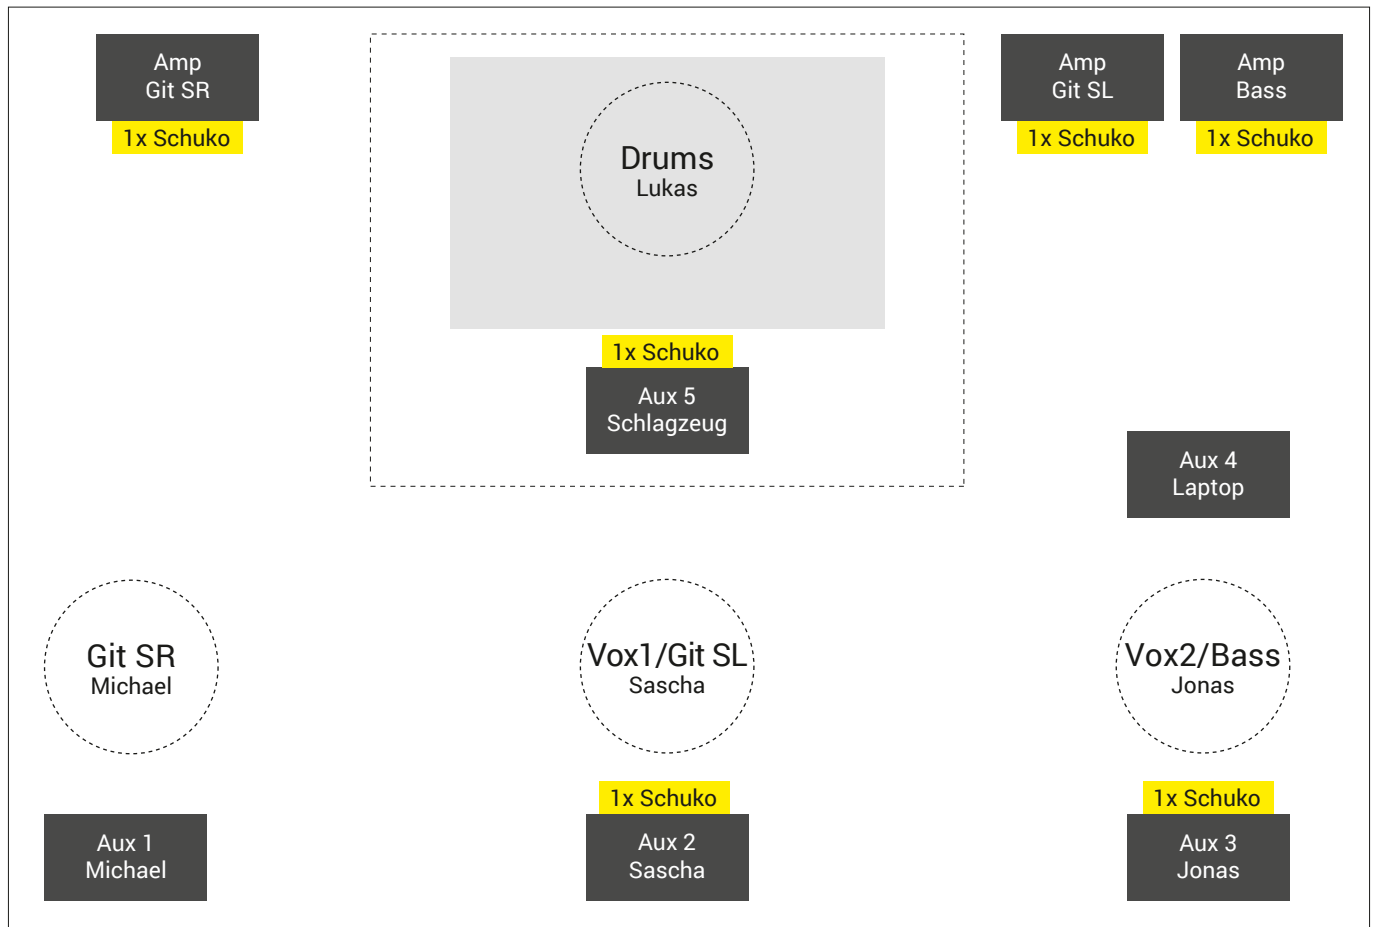 Amp
Git SR
1x Schuko
Drums
Lukas
Amp
Git SL
1x Schuko
Amp
Bass
1x Schuko
1x Schuko
Aux 5
Schlagzeug
Aux 4
Laptop
Git SR
Michael
Vox1/Git SL
Sascha
Vox2/Bass
Jonas
Aux 1
Michael
1x Schuko
Aux 2
Sascha
1x Schuko
Aux 3
Jonas